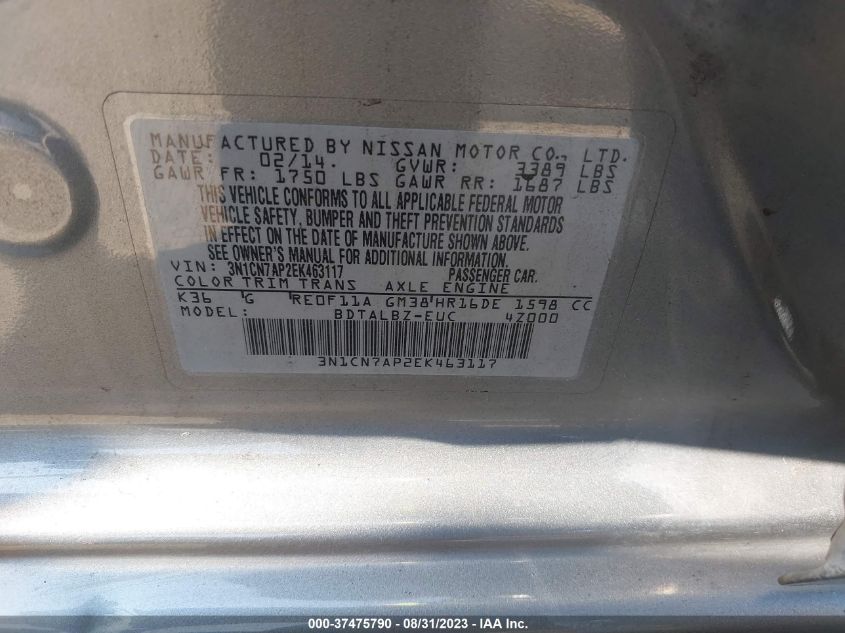 MANUFACTURED BY NISSAN MOTOR CO., LTD.
DATE: 02/14. GVWR: 3389 LBS
GAWR FR: 1750 LBS GAWR RR: 1687 LBS
THIS VEHICLE CONFORMS TO ALL APPLICABLE FEDERAL MOTOR
VEHICLE SAFETY, BUMPER AND THEFT PREVENTION STANDARDS
IN EFFECT ON THE DATE OF MANUFACTURE SHOWN ABOVE.
SEE OWNER'S MANUAL FOR ADDITIONAL INFORMATION.
VIN: 3N1CN7AP2EK463117 PASSENGER CAR.
COLOR TRIM TRANS AXLE ENGINE
K36 G RE0F11A GM38 HR16DE 1598 CC
MODEL: BDTALBZ-EUC 4Z000
3N1CN7AP2EK463117
000-37475790 - 08/31/2023 - IAA Inc.